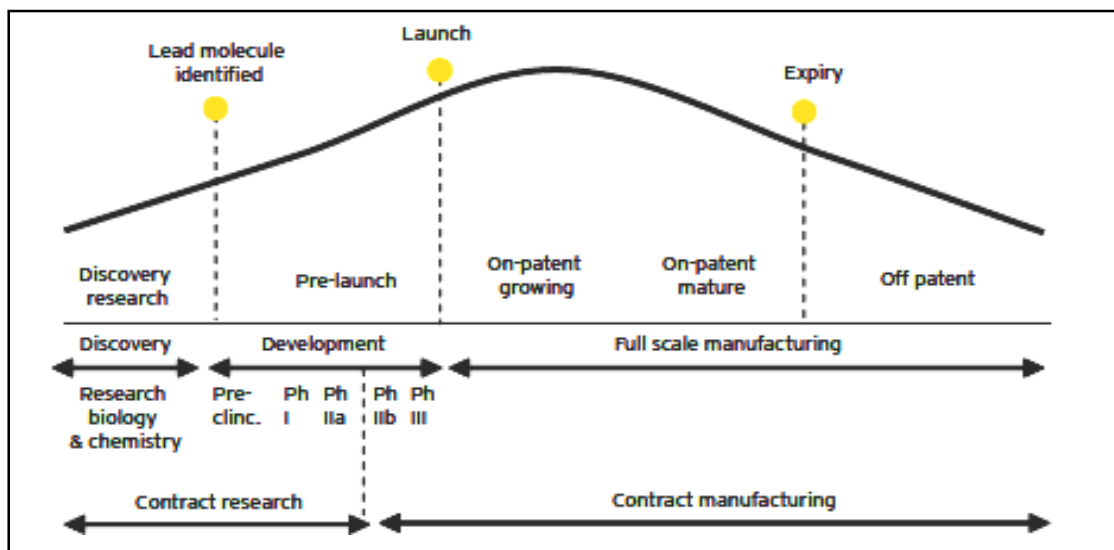 Launch
Lead molecule
identified
Expiry
Discovery
research
Pre-launch
On-patent
growing
On-patent
mature
Off patent
Discovery
Development
Full scale manufacturing
Research
biology
& chemistry
Pre-
clinc.
Ph
I
Ph
IIa
Ph
IIb
Ph
III
Contract research
Contract manufacturing